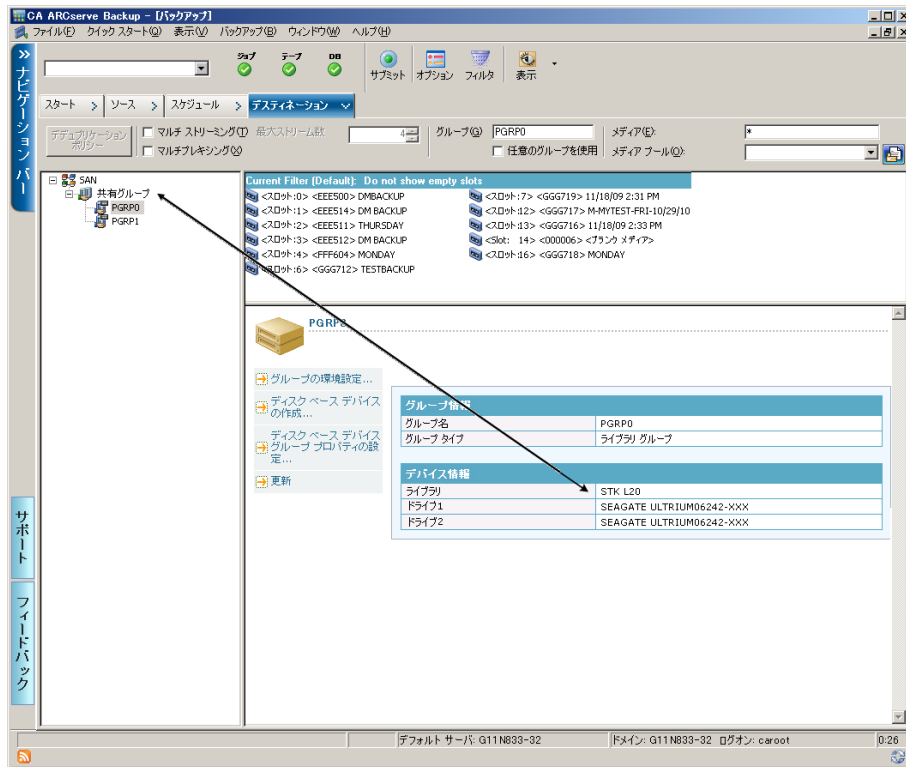 CA ARCserve Backup - [バックアップ]
ファイル(F) クイック スタート(Q) 表示(V) バックアップ(B) ウィンドウ(W) ヘルプ(H)
ジョブ テープ DB
サブミット オプション フィルタ 表示
スタート > ソース > スケジュール > デスティネーション
デデュプリケーション ポリシー
マルチ ストリーミング(T) 最大ストリーム数 4 グループ(G) PGRP0 メディア(E): *
マルチプレキシング(X) 任意のグループを使用 メディア プール(O):
ナビゲーション バー
サポート
フィードバック
SAN
共有グループ
PGRP0
PGRP1
Current Filter [Default]: Do not show empty slots
<スロット:0> <EEE500> DMBACKUP
<スロット:1> <EEE514> DM BACKUP
<スロット:2> <EEE511> THURSDAY
<スロット:3> <EEE512> DM BACKUP
<スロット:4> <FFF604> MONDAY
<スロット:6> <GGG712> TESTBACKUP
<スロット:7> <GGG719> 11/18/09 2:31 PM
<スロット:12> <GGG717> M-MYTEST-FRI-10/29/10
<スロット:13> <GGG716> 11/18/09 2:33 PM
<Slot: 14> <000006> <ブランク メディア>
<スロット:16> <GGG718> MONDAY
グループの環境設定...
ディスク ベース デバイス
の作成...
ディスク ベース デバイス
グループ プロパティの設
定...
更新
グループ情報
グループ名 PGRP0
グループ タイプ ライブラリ グループ
デバイス情報
ライブラリ STK L20
ドライブ1 SEAGATE ULTRIUM06242-XXX
ドライブ2 SEAGATE ULTRIUM06242-XXX
デフォルト サーバ: G11N833-32 ドメイン: G11N833-32 ログオン: caroot 0:26